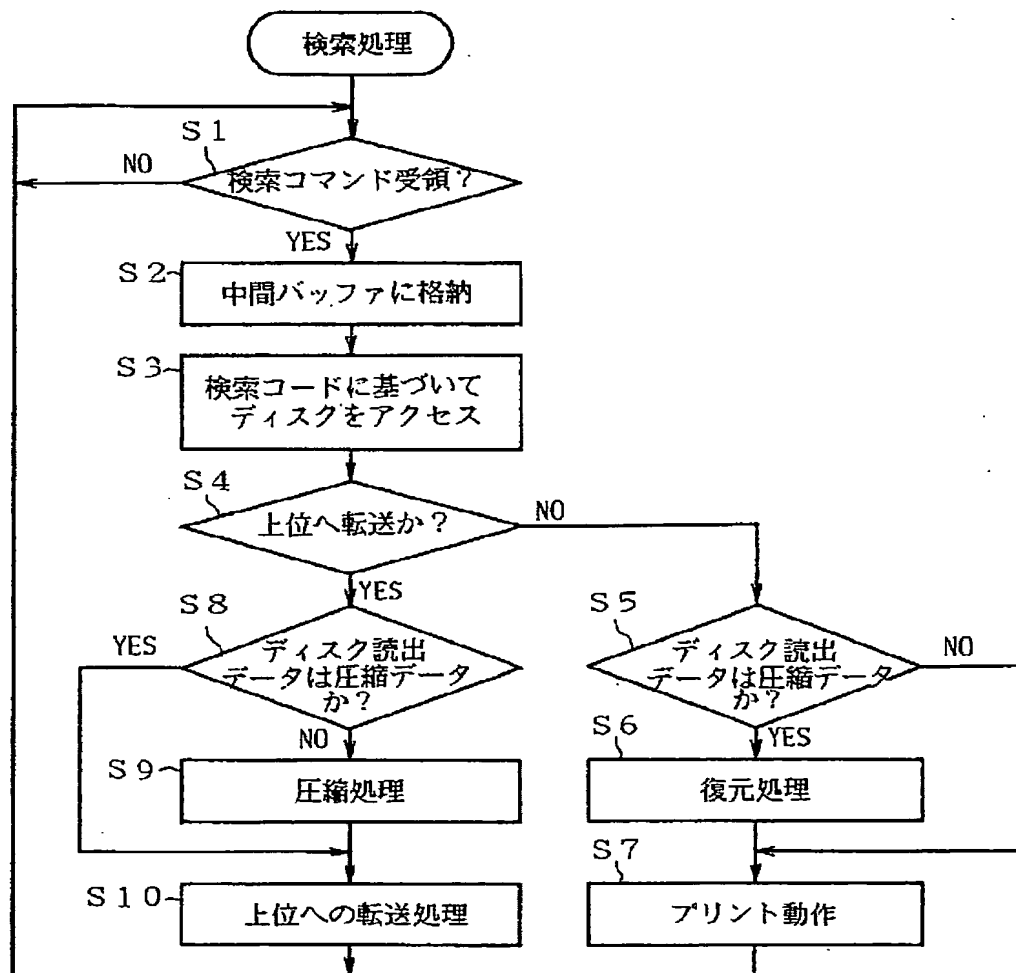 検索処理
S1
NO
検索コマンド受領？
YES
S2
中間バッファに格納
S3
検索コードに基づいて
ディスクをアクセス
S4
上位へ転送か？
NO
YES
S8
YES
ディスク読出
データは圧縮データ
か？
NO
S5
ディスク読出
データは圧縮データ
か？
NO
YES
S9
圧縮処理
S6
復元処理
S10
上位への転送処理
S7
プリント動作